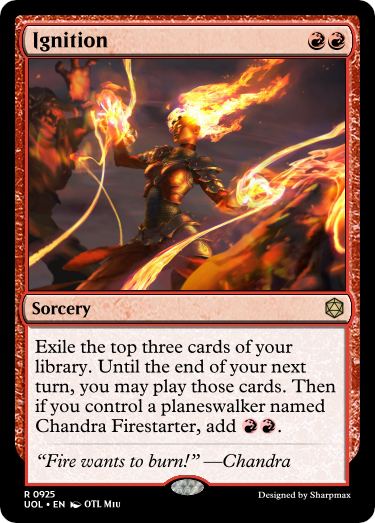 Ignition
Sorcery
Exile the top three cards of your
library. Until the end of your next
turn, you may play those cards. Then
if you control a planeswalker named
Chandra Firestarter, add
.
“Fire wants to burn!” —Chandra
R 0925
UOL • EN OTL MIU
Designed by Sharpmax